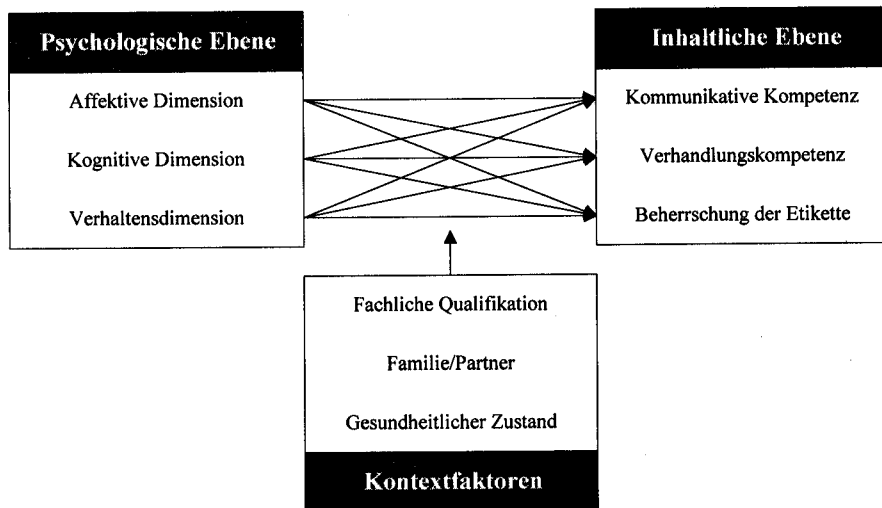 Psychologische Ebene
Affektive Dimension
Kognitive Dimension
Verhaltensdimension
Inhaltliche Ebene
Kommunikative Kompetenz
Verhandlungskompetenz
Beherrschung der Etikette
Fachliche Qualifikation
Familie/Partner
Gesundheitlicher Zustand
Kontextfaktoren